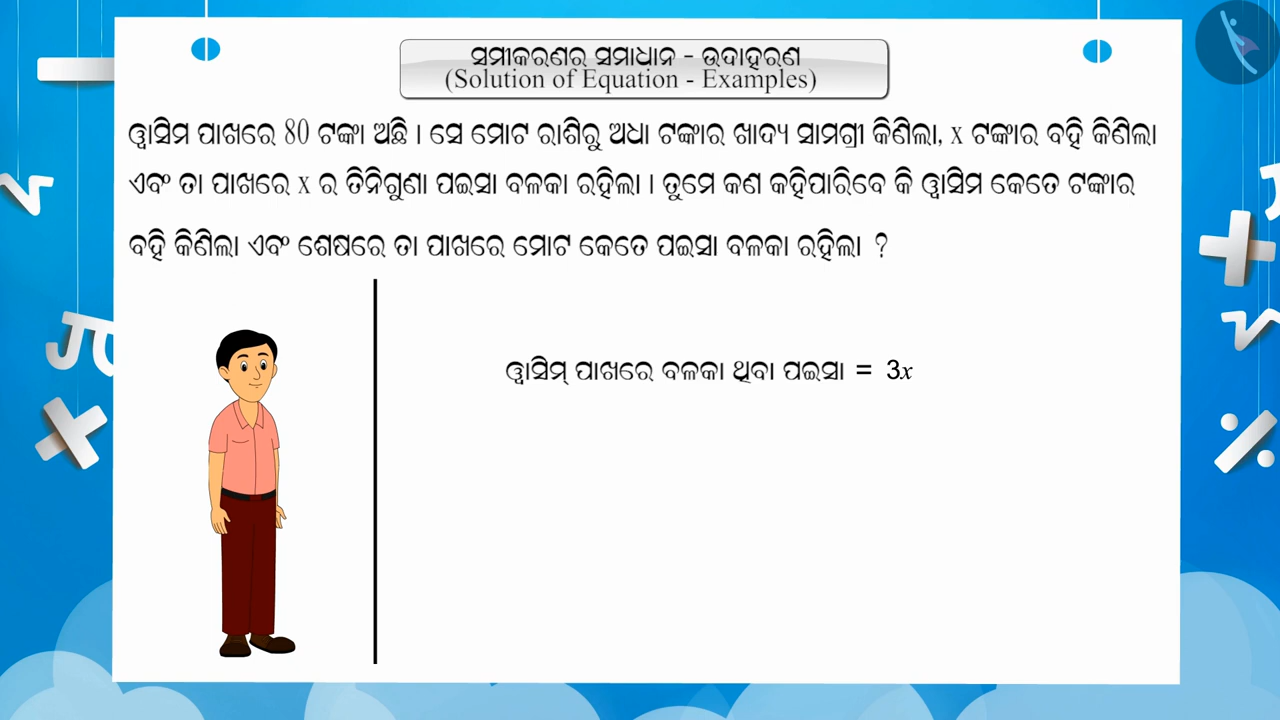 ସମୀକରଣର ସମାଧାନ - ଉଦାହରଣ
(Solution of Equation - Examples)
ୱାସିମ ପାଖରେ 80 ଟଙ୍କା ଅଛି । ସେ ମୋଟ ରାଶିରୁ ଅଧା ଟଙ୍କାର ଖାଦ୍ୟ ସାମଗ୍ରୀ କିଣିଲା, x ଟଙ୍କାର ବହି କିଣିଲା
ଏବଂ ତା ପାଖରେ x ର ତିନିଗୁଣା ପଇସା ବଳକା ରହିଲା । ତୁମେ କଣ କହିପାରିବେ କି ୱାସିମ କେତେ ଟଙ୍କାର
ବହି କିଣିଲା ଏବଂ ଶେଷରେ ତା ପାଖରେ ମୋଟ କେତେ ପଇସା ବଳକା ରହିଲା ?
ୱାସିମ୍ ପାଖରେ ବଳକା ଥିବା ପଇସା = 3x